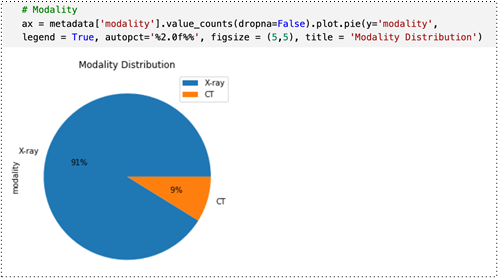 # Modality
ax = metadata['modality'].value_counts(dropna=False).plot.pie(y='modality',
legend = True, autopct='%2.0f%%', figsize = (5,5), title = 'Modality Distribution')
Modality Distribution
X-ray
CT
X-ray
91%
modality
9%
CT